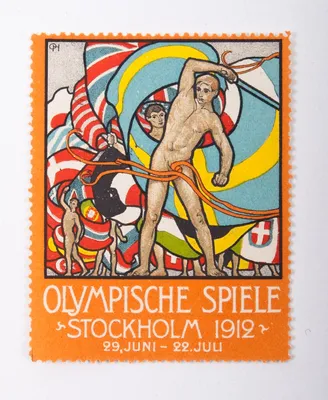 OLYMPISCHE SPIELE
STOCKHOLM 1912
29, JUNI – 22. JULI